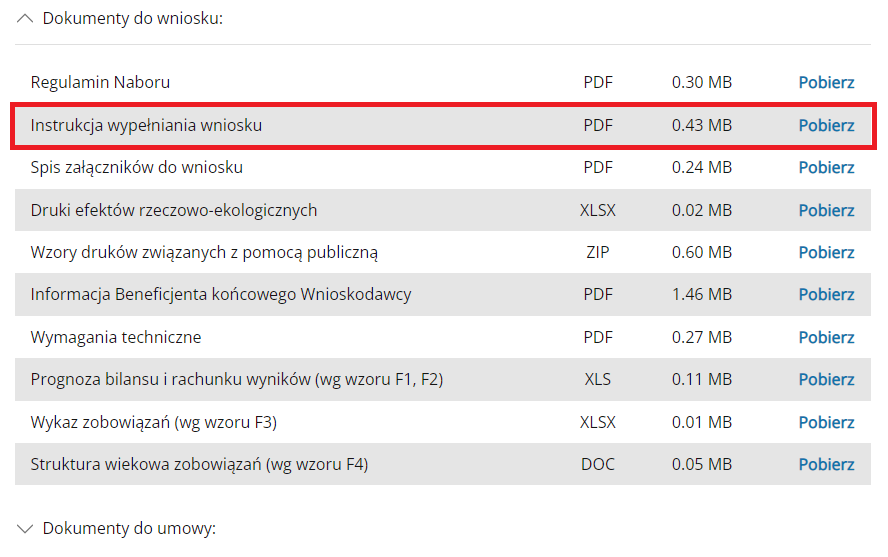 Dokumenty do wniosku:
Regulamin Naboru PDF 0.30 MB Pobierz
Instrukcja wypełniania wniosku PDF 0.43 MB Pobierz
Spis załączników do wniosku PDF 0.24 MB Pobierz
Druki efektów rzeczowo-ekologicznych XLSX 0.02 MB Pobierz
Wzory druków związanych z pomocą publiczną ZIP 0.60 MB Pobierz
Informacja Beneficjenta końcowego Wnioskodawcy PDF 1.46 MB Pobierz
Wymagania techniczne PDF 0.27 MB Pobierz
Prognoza bilansu i rachunku wyników (wg wzoru F1, F2) XLS 0.11 MB Pobierz
Wykaz zobowiązań (wg wzoru F3) XLSX 0.01 MB Pobierz
Struktura wiekowa zobowiązań (wg wzoru F4) DOC 0.05 MB Pobierz
Dokumenty do umowy: